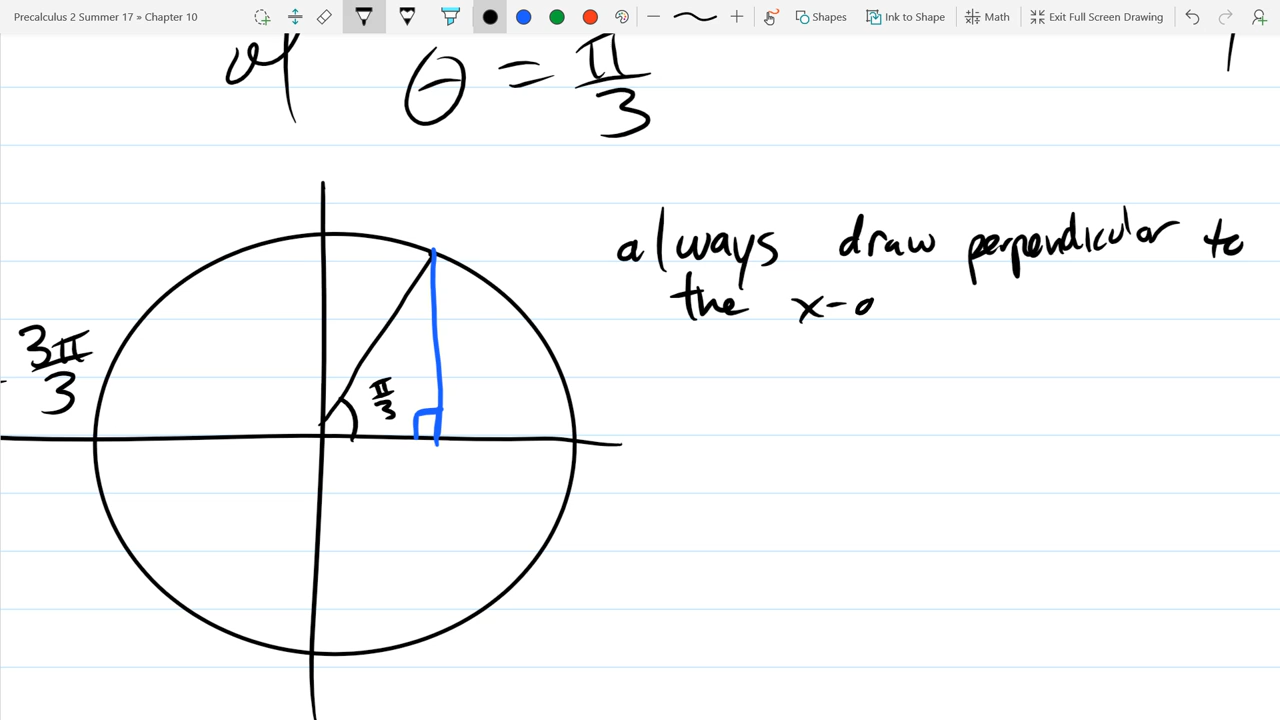 Precalculus 2 Summer 17 » Chapter 10
Shapes
Ink to Shape
Math
Exit Full Screen Drawing
of θ = π/3
always draw perpendicular to
the x-a
3π/3
π/3